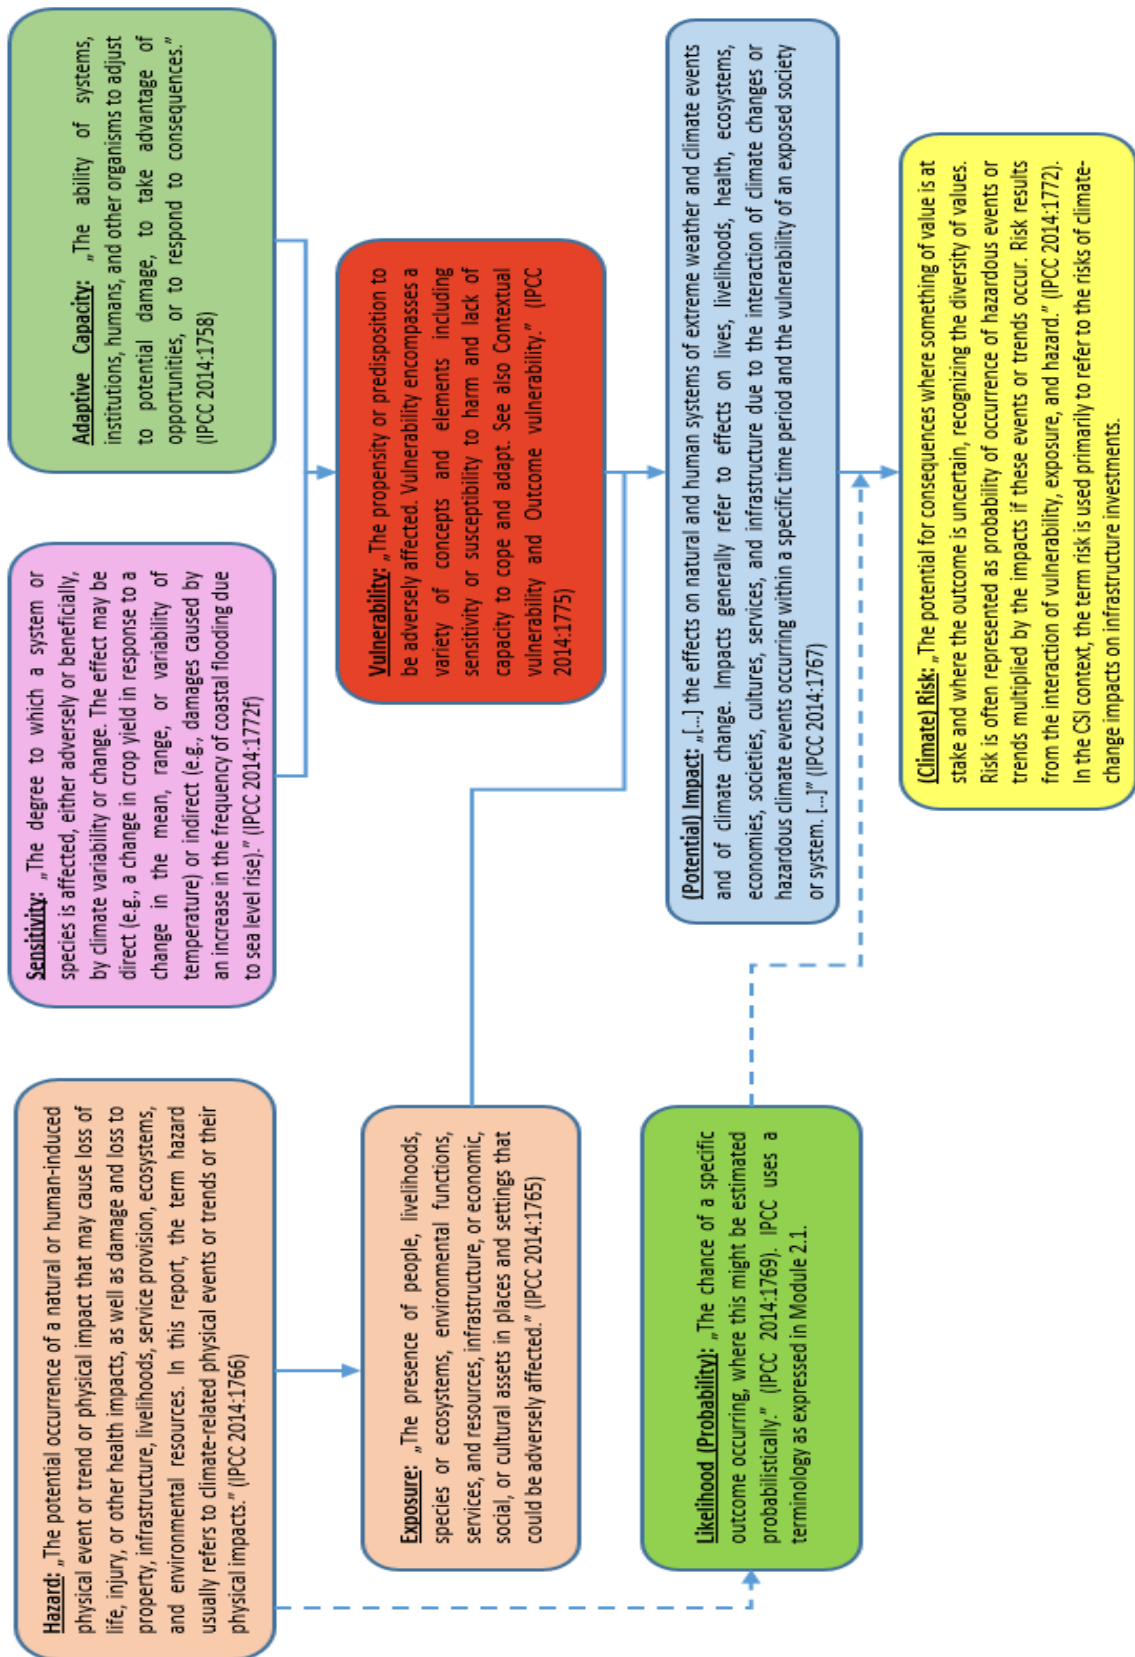 Hazard: „The potential occurrence of a natural or human-induced
physical event or trend or physical impact that may cause loss of
life, injury, or other health impacts, as well as damage and loss to
property, infrastructure, livelihoods, service provision, ecosystems,
and environmental resources. In this report, the term hazard
usually refers to climate-related physical events or trends or their
physical impacts.” (IPCC 2014:1766)
Sensitivity: „The degree to which a system or
species is affected, either adversely or beneficially,
by climate variability or change. The effect may be
direct (e.g., a change in crop yield in response to a
change in the mean, range, or variability of
temperature) or indirect (e.g., damages caused by
an increase in the frequency of coastal flooding due
to sea level rise).” (IPCC 2014:1772f)
Adaptive Capacity: „The ability of systems,
institutions, humans, and other organisms to adjust
to potential damage, to take advantage of
opportunities, or to respond to consequences.”
(IPCC 2014:1758)
Exposure: „The presence of people, livelihoods,
species or ecosystems, environmental functions,
services, and resources, infrastructure, or economic,
social, or cultural assets in places and settings that
could be adversely affected.” (IPCC 2014:1765)
Vulnerability: „The propensity or predisposition to
be adversely affected. Vulnerability encompasses a
variety of concepts and elements including
sensitivity or susceptibility to harm and lack of
capacity to cope and adapt. See also Contextual
vulnerability and Outcome vulnerability.” (IPCC
2014:1775)
Likelihood (Probability): „The chance of a specific
outcome occurring, where this might be estimated
probabilistically.” (IPCC 2014:1769). IPCC uses a
terminology as expressed in Module 2.1.
(Potential) Impact: „[...] the effects on natural and human systems of extreme weather and climate events
and of climate change. Impacts generally refer to effects on lives, livelihoods, health, ecosystems,
economies, societies, cultures, services, and infrastructure due to the interaction of climate changes or
hazardous climate events occurring within a specific time period and the vulnerability of an exposed society
or system. [...]” (IPCC 2014:1767)
(Climate) Risk: „The potential for consequences where something of value is at
stake and where the outcome is uncertain, recognizing the diversity of values.
Risk is often represented as probability of occurrence of hazardous events or
trends multiplied by the impacts if these events or trends occur. Risk results
from the interaction of vulnerability, exposure, and hazard.” (IPCC 2014:1772).
In the CSI context, the term risk is used primarily to refer to the risks of climate-
change impacts on infrastructure investments.